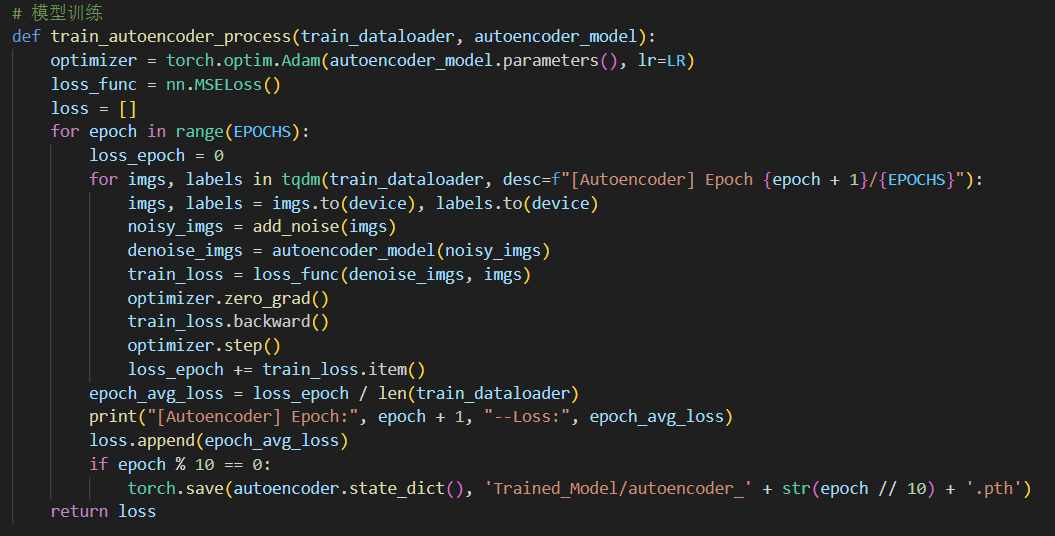 # 模型训练
def train_autoencoder_process(train_dataloader, autoencoder_model):
    optimizer = torch.optim.Adam(autoencoder_model.parameters(), lr=LR)
    loss_func = nn.MSELoss()
    loss = []
    for epoch in range(EPOCHS):
        loss_epoch = 0
        for imgs, labels in tqdm(train_dataloader, desc=f"[Autoencoder] Epoch {epoch + 1}/{EPOCHS}"):
            imgs, labels = imgs.to(device), labels.to(device)
            noisy_imgs = add_noise(imgs)
            denoise_imgs = autoencoder_model(noisy_imgs)
            train_loss = loss_func(denoise_imgs, imgs)
            optimizer.zero_grad()
            train_loss.backward()
            optimizer.step()
            loss_epoch += train_loss.item()
        epoch_avg_loss = loss_epoch / len(train_dataloader)
        print("[Autoencoder] Epoch:", epoch + 1, "--Loss:", epoch_avg_loss)
        loss.append(epoch_avg_loss)
        if epoch % 10 == 0:
            torch.save(autoencoder.state_dict(), 'Trained_Model/autoencoder_' + str(epoch // 10) + '.pth')
    return loss